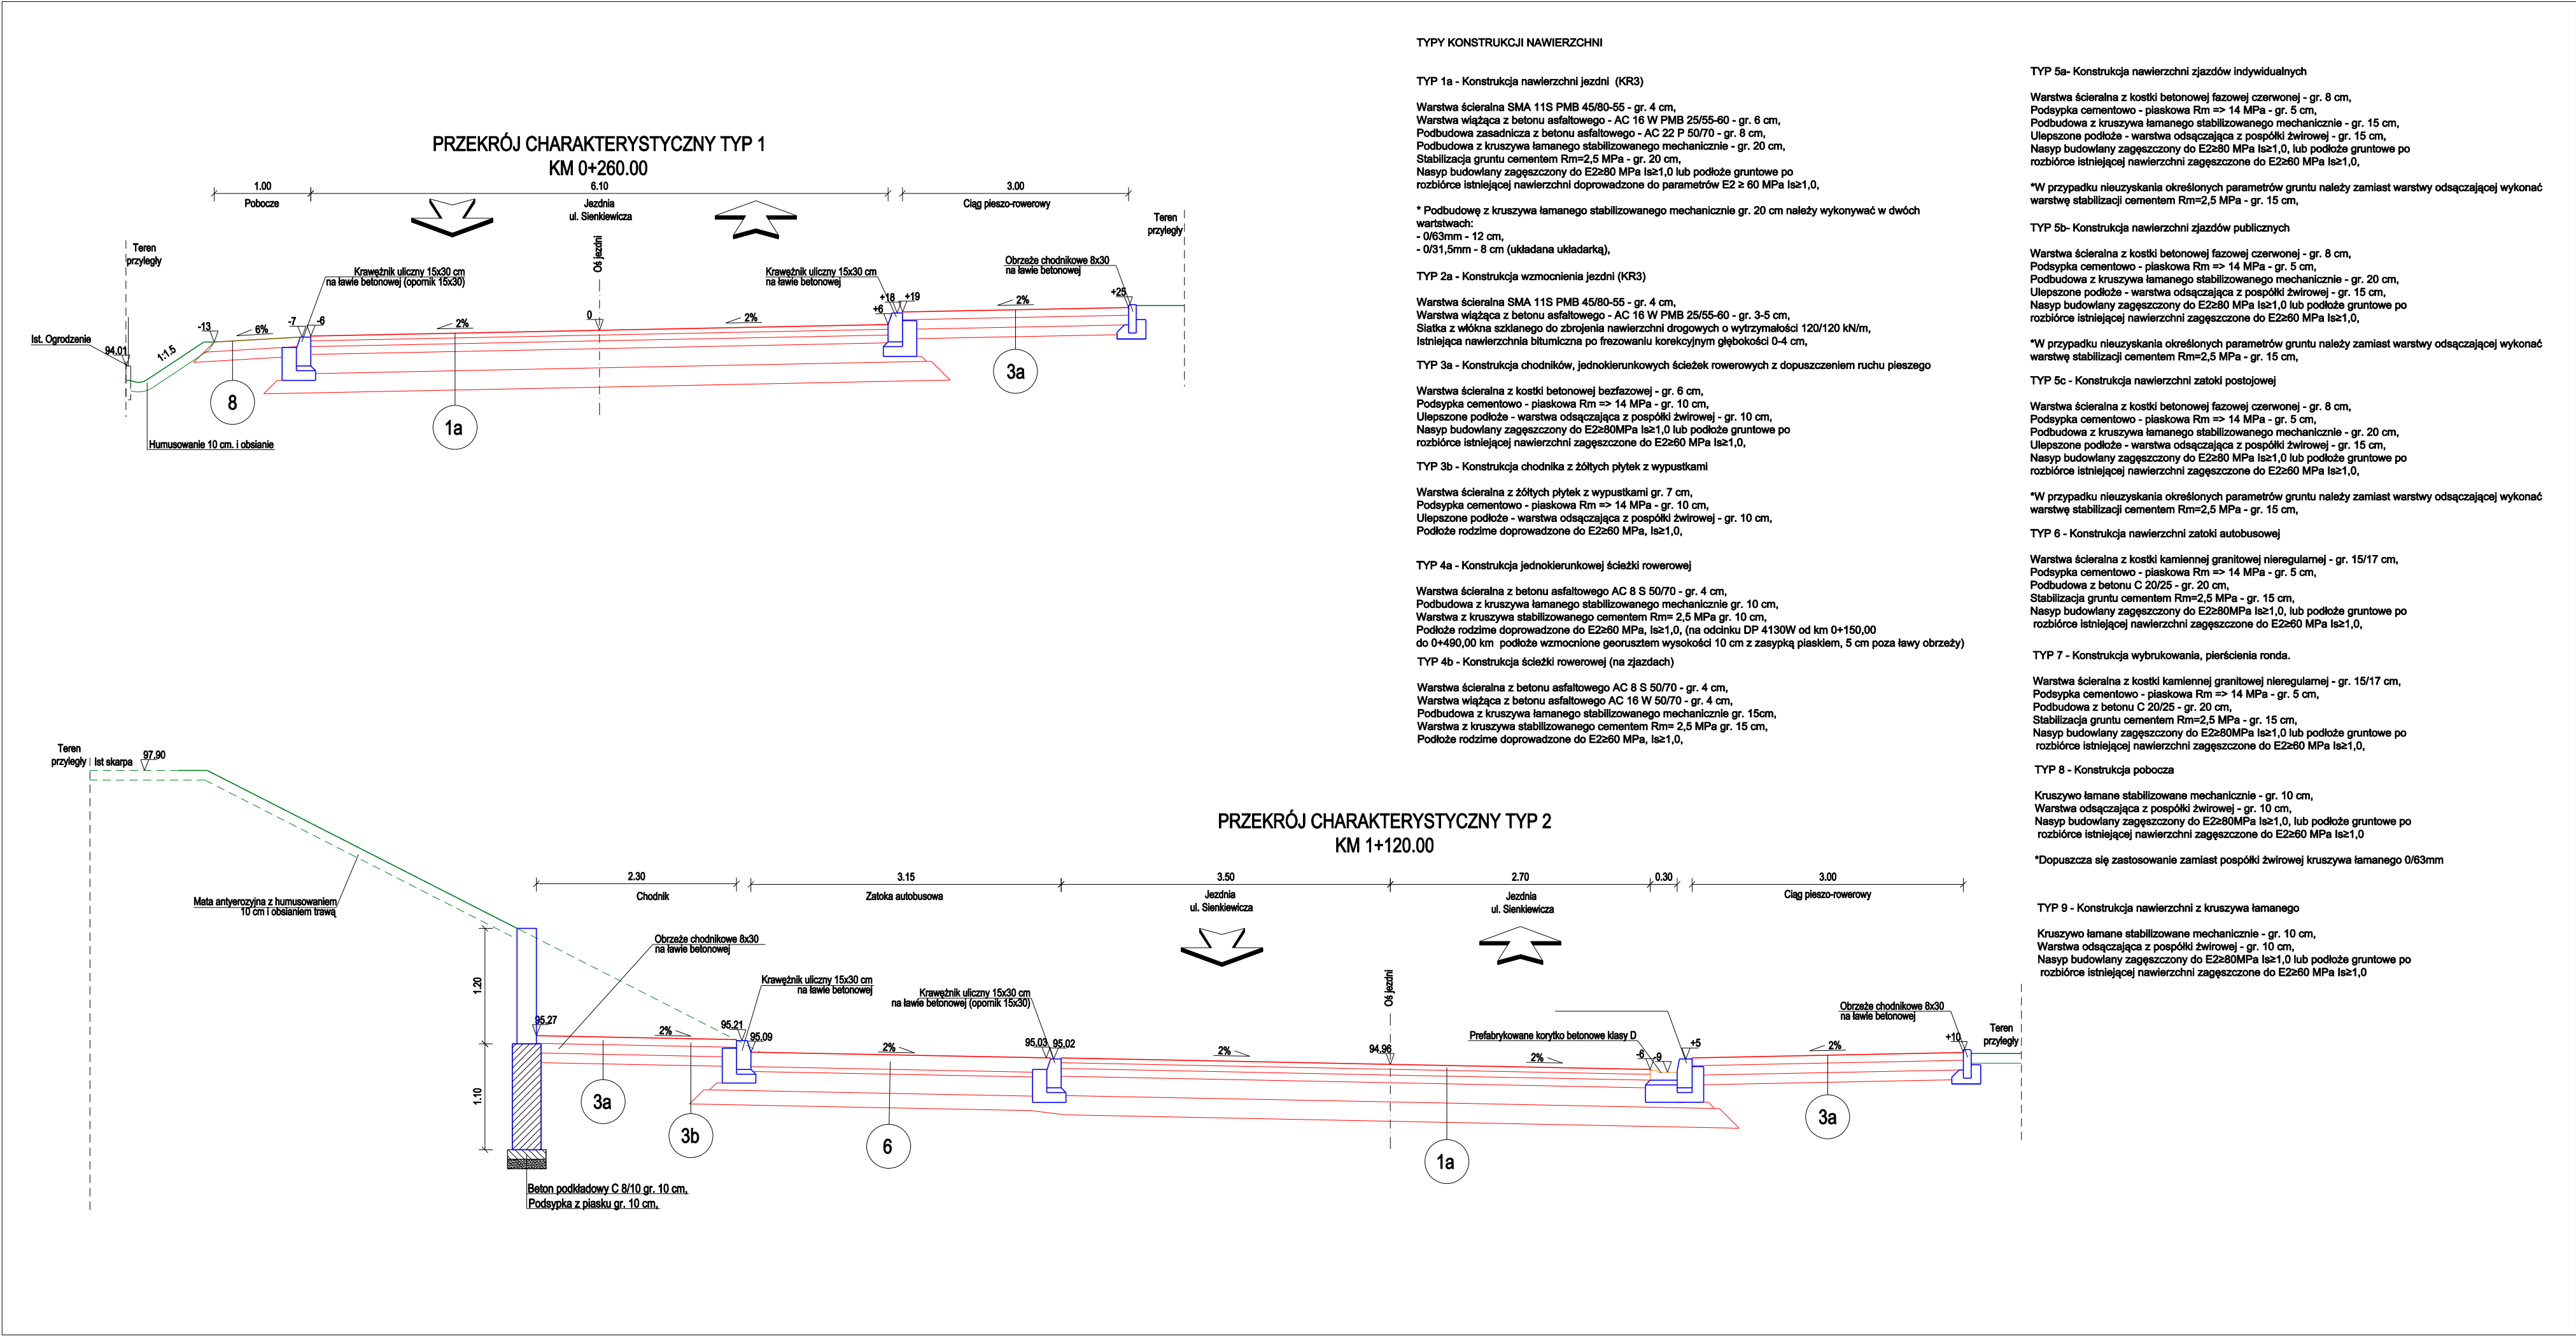 PRZEKRÓJ CHARAKTERYSTYCZNY TYP 1
KM 0+260.00
1.00
6.10
3.00
Pobocze
Jezdnia
ul. Sienkiewicza
Ciąg pieszo-rowerowy
Teren
przyległy
Teren
przyległy
Oś jezdni
Krawężnik uliczny 15x30 cm
na ławie betonowej (opornik 15x30)
Krawężnik uliczny 15x30 cm
na ławie betonowej
Obrzeże chodnikowe 8x30
na ławie betonowej
Ist. Ogrodzenie
94.01
1:1.5
-13
6%
-7
-6
2%
0
2%
+6
+18
+19
2%
+25
8
1a
3a
Humusowanie 10 cm. i obsianie
TYPY KONSTRUKCJI NAWIERZCHNI
TYP 1a - Konstrukcja nawierzchni jezdni (KR3)
Warstwa ścieralna SMA 11S PMB 45/80-55 - gr. 4 cm,
Warstwa wiążąca z betonu asfaltowego - AC 16 W PMB 25/55-60 - gr. 6 cm,
Podbudowa zasadnicza z betonu asfaltowego - AC 22 P 50/70 - gr. 8 cm,
Podbudowa z kruszywa łamanego stabilizowanego mechanicznie - gr. 20 cm,
Stabilizacja gruntu cementem Rm=2,5 MPa - gr. 20 cm,
Nasyp budowlany zagęszczony do E2≥80 MPa Is≥1,0 lub podłoże gruntowe po
rozbiórce istniejącej nawierzchni doprowadzone do parametrów E2 ≥ 60 MPa Is≥1,0,
* Podbudowę z kruszywa łamanego stabilizowanego mechanicznie gr. 20 cm należy wykonywać w dwóch
wartstwach:
- 0/63mm - 12 cm,
- 0/31,5mm - 8 cm (układana układarką),
TYP 2a - Konstrukcja wzmocnienia jezdni (KR3)
Warstwa ścieralna SMA 11S PMB 45/80-55 - gr. 4 cm,
Warstwa wiążąca z betonu asfaltowego - AC 16 W PMB 25/55-60 - gr. 3-5 cm,
Siatka z włókna szklanego do zbrojenia nawierzchni drogowych o wytrzymałości 120/120 kN/m,
Istniejąca nawierzchnia bitumiczna po frezowaniu korekcyjnym głębokości 0-4 cm,
TYP 3a - Konstrukcja chodników, jednokierunkowych ścieżek rowerowych z dopuszczeniem ruchu pieszego
Warstwa ścieralna z kostki betonowej bezfazowej - gr. 6 cm,
Podsypka cementowo - piaskowa Rm => 14 MPa - gr. 10 cm,
Ulepszone podłoże - warstwa odsączająca z pospółki żwirowej - gr. 10 cm,
Nasyp budowlany zagęszczony do E2≥80MPa Is≥1,0 lub podłoże gruntowe po
rozbiórce istniejącej nawierzchni zagęszczone do E2≥60 MPa Is≥1,0,
TYP 3b - Konstrukcja chodnika z żółtych płytek z wypustkami
Warstwa ścieralna z żółtych płytek z wypustkami gr. 7 cm,
Podsypka cementowo - piaskowa Rm => 14 MPa - gr. 10 cm,
Ulepszone podłoże - warstwa odsączająca z pospółki żwirowej - gr. 10 cm,
Podłoże rodzime doprowadzone do E2≥60 MPa, Is≥1,0,
TYP 4a - Konstrukcja jednokierunkowej ścieżki rowerowej
Warstwa ścieralna z betonu asfaltowego AC 8 S 50/70 - gr. 4 cm,
Podbudowa z kruszywa łamanego stabilizowanego mechanicznie gr. 10 cm,
Warstwa z kruszywa stabilizowanego cementem Rm= 2,5 MPa gr. 10 cm,
Podłoże rodzime doprowadzone do E2≥60 MPa, Is≥1,0, (na odcinku DP 4130W od km 0+150,00
do 0+490,00 km podłoże wzmocnione georusztem wysokości 10 cm z zasypką piaskiem, 5 cm poza ławy obrzeży)
TYP 4b - Konstrukcja ścieżki rowerowej (na zjazdach)
Warstwa ścieralna z betonu asfaltowego AC 8 S 50/70 - gr. 4 cm,
Warstwa wiążąca z betonu asfaltowego AC 16 W 50/70 - gr. 4 cm,
Podbudowa z kruszywa łamanego stabilizowanego mechanicznie gr. 15cm,
Warstwa z kruszywa stabilizowanego cementem Rm= 2,5 MPa gr. 15 cm,
Podłoże rodzime doprowadzone do E2≥60 MPa, Is≥1,0,
TYP 5a- Konstrukcja nawierzchni zjazdów indywidualnych
Warstwa ścieralna z kostki betonowej fazowej czerwonej - gr. 8 cm,
Podsypka cementowo - piaskowa Rm => 14 MPa - gr. 5 cm,
Podbudowa z kruszywa łamanego stabilizowanego mechanicznie - gr. 15 cm,
Ulepszone podłoże - warstwa odsączająca z pospółki żwirowej - gr. 15 cm,
Nasyp budowlany zagęszczony do E2≥80 MPa Is≥1,0, lub podłoże gruntowe po
rozbiórce istniejącej nawierzchni zagęszczone do E2≥60 MPa Is≥1,0,
*W przypadku nieuzyskania określonych parametrów gruntu należy zamiast warstwy odsączającej wykonać
warstwę stabilizacji cementem Rm=2,5 MPa - gr. 15 cm,
TYP 5b- Konstrukcja nawierzchni zjazdów publicznych
Warstwa ścieralna z kostki betonowej fazowej czerwonej - gr. 8 cm,
Podsypka cementowo - piaskowa Rm => 14 MPa - gr. 5 cm,
Podbudowa z kruszywa łamanego stabilizowanego mechanicznie - gr. 20 cm,
Ulepszone podłoże - warstwa odsączająca z pospółki żwirowej - gr. 15 cm,
Nasyp budowlany zagęszczony do E2≥80 MPa Is≥1,0 lub podłoże gruntowe po
rozbiórce istniejącej nawierzchni zagęszczone do E2≥60 MPa Is≥1,0,
*W przypadku nieuzyskania określonych parametrów gruntu należy zamiast warstwy odsączającej wykonać
warstwę stabilizacji cementem Rm=2,5 MPa - gr. 15 cm,
TYP 5c - Konstrukcja nawierzchni zatoki postojowej
Warstwa ścieralna z kostki betonowej fazowej czerwonej - gr. 8 cm,
Podsypka cementowo - piaskowa Rm => 14 MPa - gr. 5 cm,
Podbudowa z kruszywa łamanego stabilizowanego mechanicznie - gr. 20 cm,
Ulepszone podłoże - warstwa odsączająca z pospółki żwirowej - gr. 15 cm,
Nasyp budowlany zagęszczony do E2≥80 MPa Is≥1,0 lub podłoże gruntowe po
rozbiórce istniejącej nawierzchni zagęszczone do E2≥60 MPa Is≥1,0,
*W przypadku nieuzyskania określonych parametrów gruntu należy zamiast warstwy odsączającej wykonać
warstwę stabilizacji cementem Rm=2,5 MPa - gr. 15 cm,
TYP 6 - Konstrukcja nawierzchni zatoki autobusowej
Warstwa ścieralna z kostki kamiennej granitowej nieregularnej - gr. 15/17 cm,
Podsypka cementowo - piaskowa Rm => 14 MPa - gr. 5 cm,
Podbudowa z betonu C 20/25 - gr. 20 cm,
Stabilizacja gruntu cementem Rm=2,5 MPa - gr. 15 cm,
Nasyp budowlany zagęszczony do E2≥80MPa Is≥1,0, lub podłoże gruntowe po
rozbiórce istniejącej nawierzchni zagęszczone do E2≥60 MPa Is≥1,0,
TYP 7 - Konstrukcja wybrukowania, pierścienia ronda.
Warstwa ścieralna z kostki kamiennej granitowej nieregularnej - gr. 15/17 cm,
Podsypka cementowo - piaskowa Rm => 14 MPa - gr. 5 cm,
Podbudowa z betonu C 20/25 - gr. 20 cm,
Stabilizacja gruntu cementem Rm=2,5 MPa - gr. 15 cm,
Nasyp budowlany zagęszczony do E2≥80MPa Is≥1,0 lub podłoże gruntowe po
rozbiórce istniejącej nawierzchni zagęszczone do E2≥60 MPa Is≥1,0,
TYP 8 - Konstrukcja pobocza
Kruszywo łamane stabilizowane mechanicznie - gr. 10 cm,
Warstwa odsączająca z pospółki żwirowej - gr. 10 cm,
Nasyp budowlany zagęszczony do E2≥80MPa Is≥1,0, lub podłoże gruntowe po
rozbiórce istniejącej nawierzchni zagęszczone do E2≥60 MPa Is≥1,0
*Dopuszcza się zastosowanie zamiast pospółki żwirowej kruszywa łamanego 0/63mm
TYP 9 - Konstrukcja nawierzchni z kruszywa łamanego
Kruszywo łamane stabilizowane mechanicznie - gr. 10 cm,
Warstwa odsączająca z pospółki żwirowej - gr. 10 cm,
Nasyp budowlany zagęszczony do E2≥80MPa Is≥1,0 lub podłoże gruntowe po
rozbiórce istniejącej nawierzchni zagęszczone do E2≥60 MPa Is≥1,0
PRZEKRÓJ CHARAKTERYSTYCZNY TYP 2
KM 1+120.00
Teren
przyległy
Ist skarpa
97.90
2.30
3.15
3.50
2.70
0.30
3.00
Chodnik
Zatoka autobusowa
Jezdnia
ul. Sienkiewicza
Jezdnia
ul. Sienkiewicza
Ciąg pieszo-rowerowy
Mata antyerozyjna z humusowaniem
10 cm i obsianiem trawą
Obrzeże chodnikowe 8x30
na ławie betonowej
Krawężnik uliczny 15x30 cm
na ławie betonowej
Krawężnik uliczny 15x30 cm
na ławie betonowej (opornik 15x30)
Oś jezdni
Prefabrykowane korytko betonowe klasy D
Obrzeże chodnikowe 8x30
na ławie betonowej
Teren
przyległy
1.20
1.10
95.27
2%
95.21
95.09
2%
95.03
95.02
2%
94.96
2%
-6
-9
+5
2%
+10
3a
3b
6
1a
3a
Beton podkładowy C 8/10 gr. 10 cm,
Podsypka z piasku gr. 10 cm,